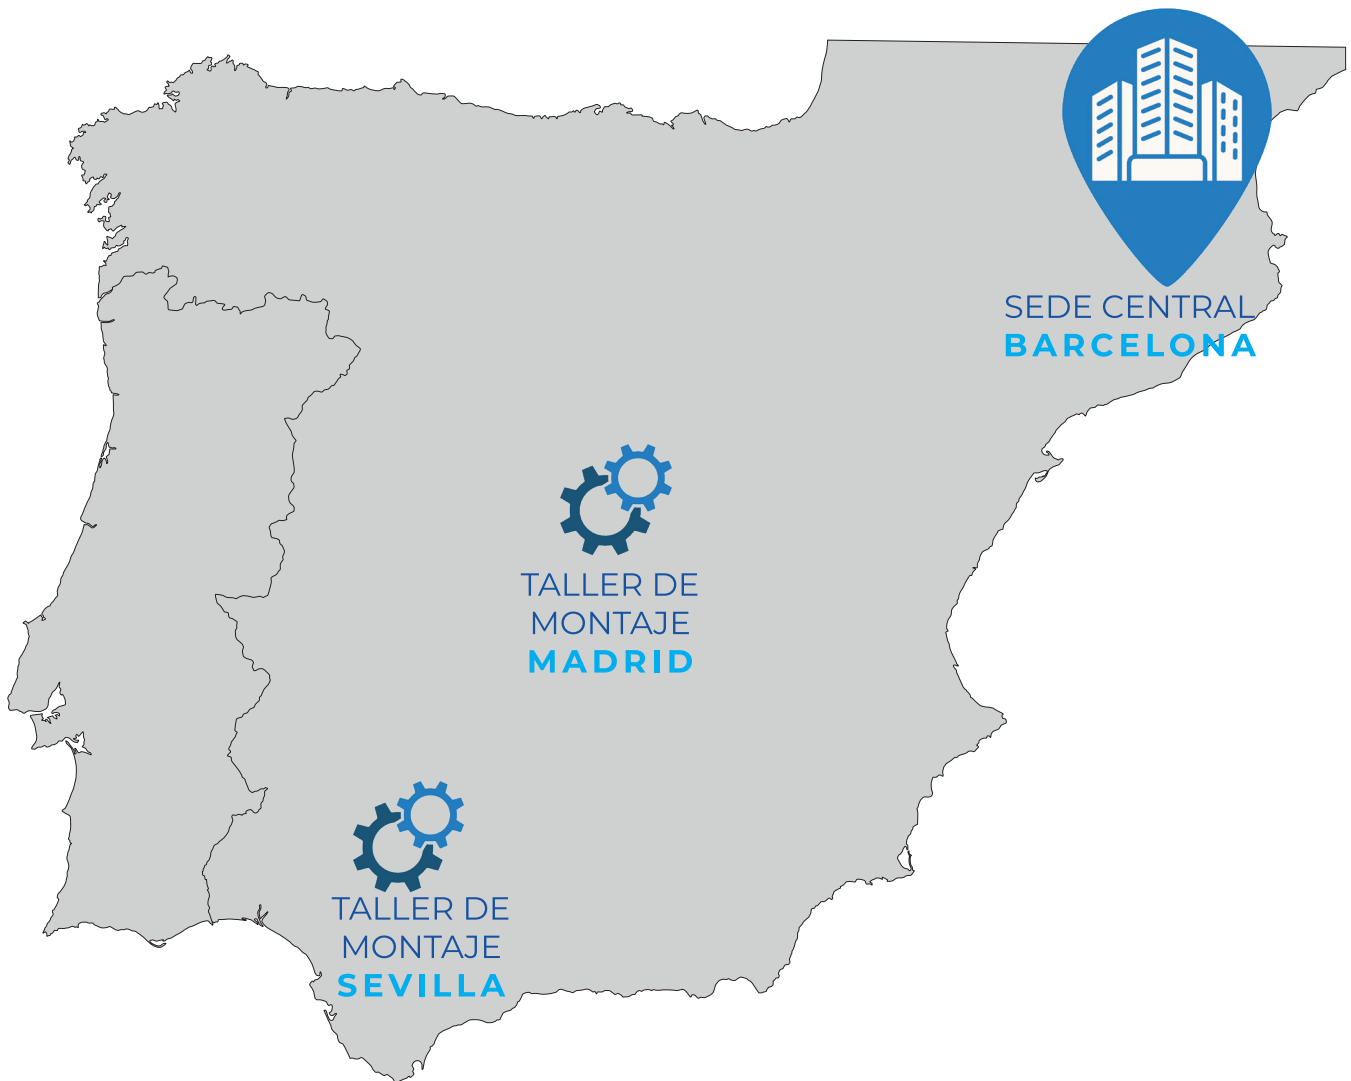 SEDE CENTRAL
BARCELONA
TALLER DE
MONTAJE
MADRID
TALLER DE
MONTAJE
SEVILLA